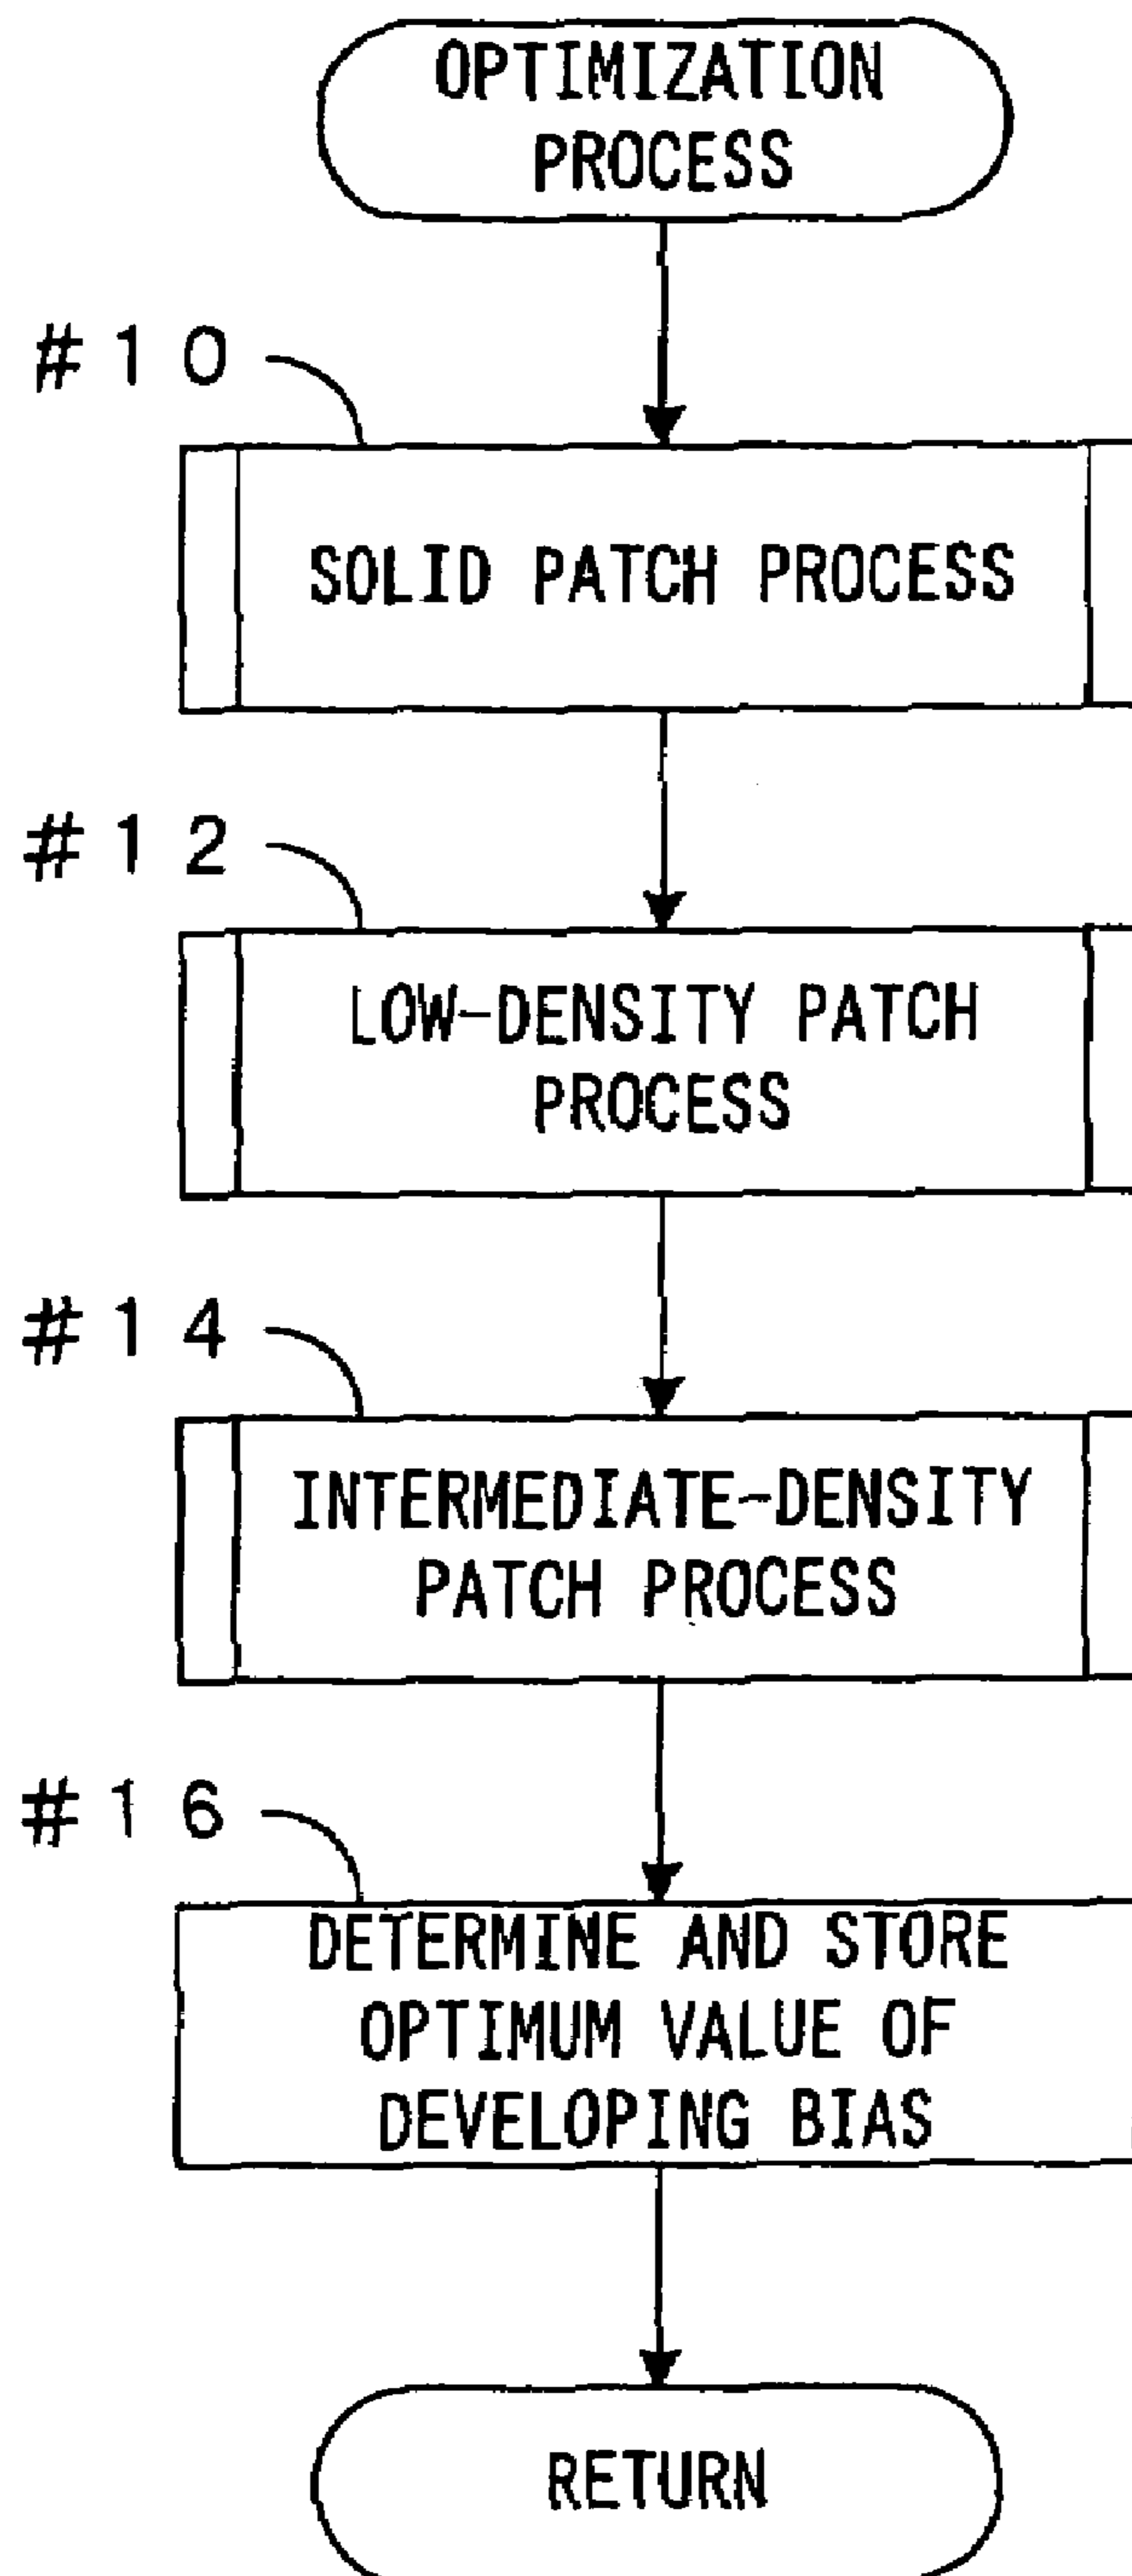 OPTIMIZATION
PROCESS
#10
SOLID PATCH PROCESS
#12
LOW-DENSITY PATCH
PROCESS
#14
INTERMEDIATE-DENSITY
PATCH PROCESS
#16
DETERMINE AND STORE
OPTIMUM VALUE OF
DEVELOPING BIAS
RETURN